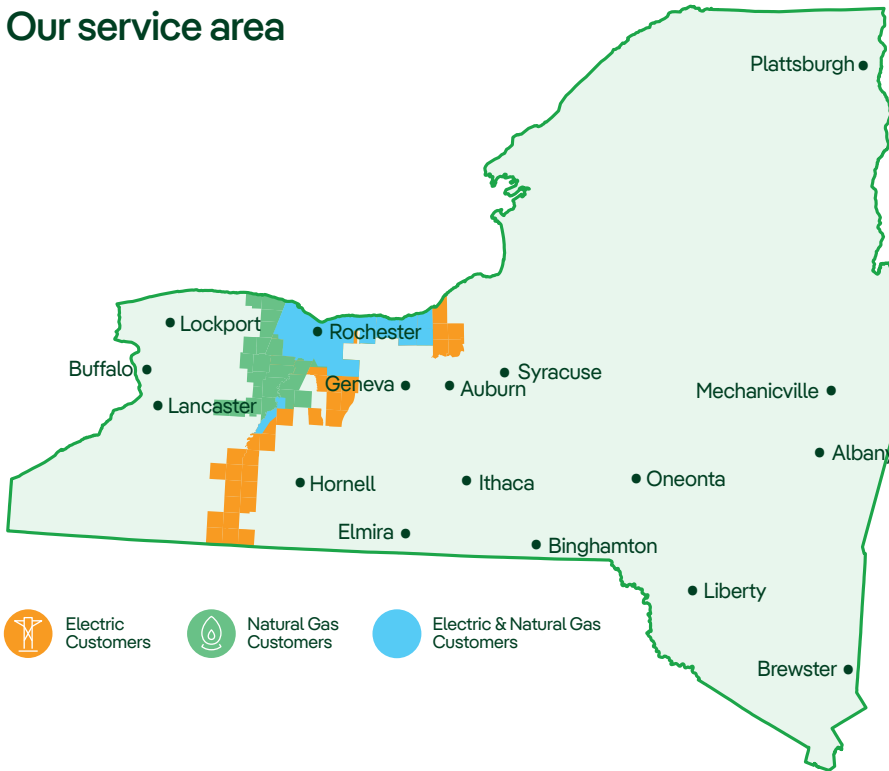 Our service area
Plattsburgh
Lockport
Rochester
Buffalo
Syracuse
Geneva
Auburn
Mechanicville
Lancaster
Albany
Hornell
Ithaca
Oneonta
Elmira
Binghamton
Liberty
Electric
Customers
Natural Gas
Customers
Electric & Natural Gas
Customers
Brewster